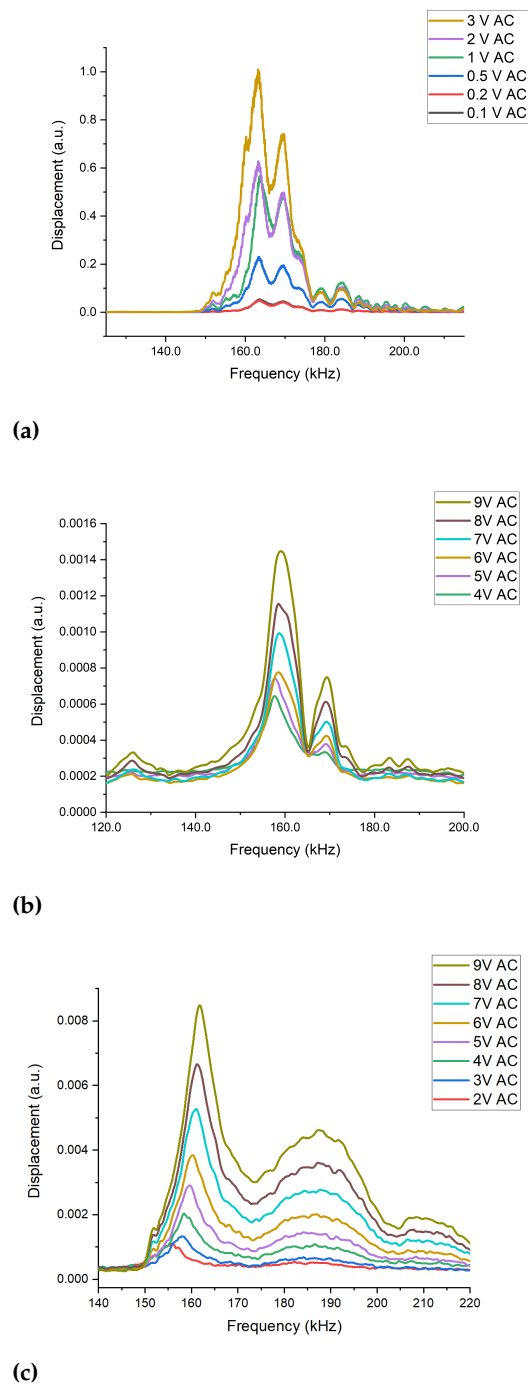 3 V AC
2 V AC
1 V AC
0.5 V AC
0.2 V AC
0.1 V AC
Displacement (a.u.)
1.0
0.8
0.6
0.4
0.2
0.0
140.0 160.0 180.0 200.0
Frequency (kHz)
(a)
9V AC
8V AC
7V AC
6V AC
5V AC
4V AC
Displacement (a.u.)
0.0016
0.0014
0.0012
0.0010
0.0008
0.0006
0.0004
0.0002
0.0000
120.0 140.0 160.0 180.0 200.0
Frequency (kHz)
(b)
9V AC
8V AC
7V AC
6V AC
5V AC
4V AC
3V AC
2V AC
Displacement (a.u.)
0.008
0.006
0.004
0.002
0.000
140 150 160 170 180 190 200 210 220
Frequency (kHz)
(c)